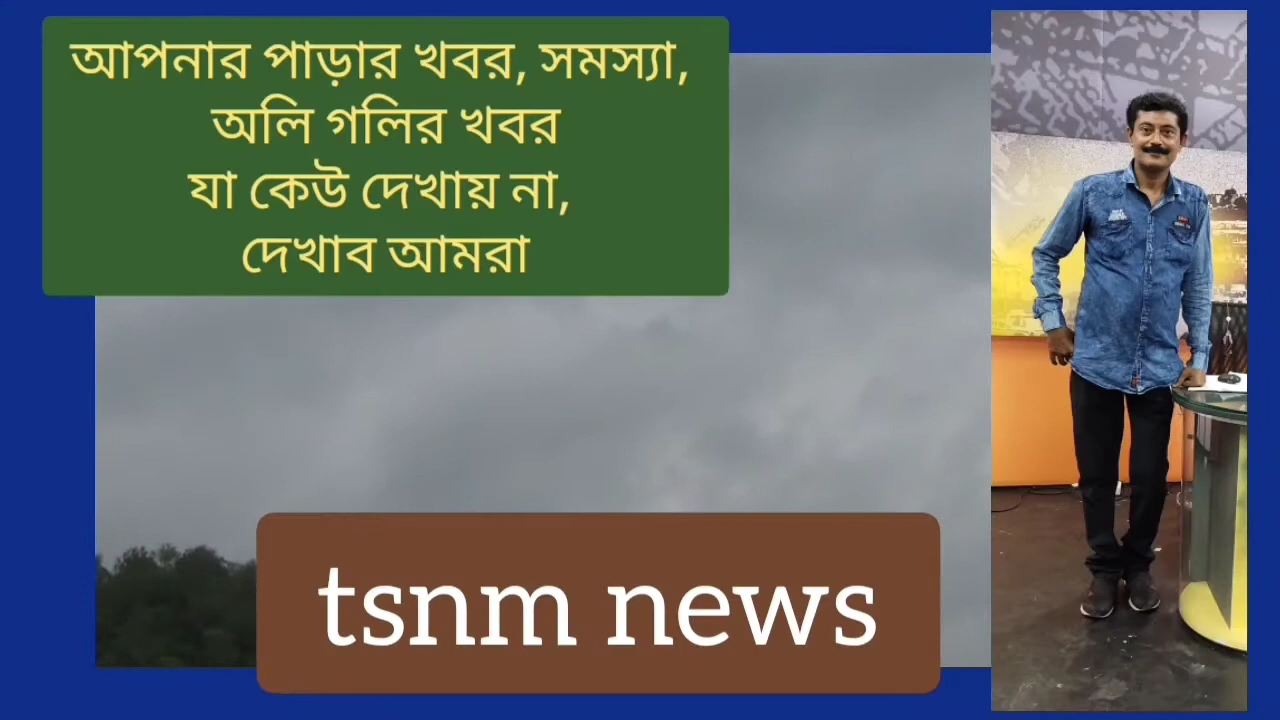 আপনার পাড়ার খবর, সমস্যা,
অলি গলির খবর
যা কেউ দেখায় না,
দেখাব আমরা
tsnm news